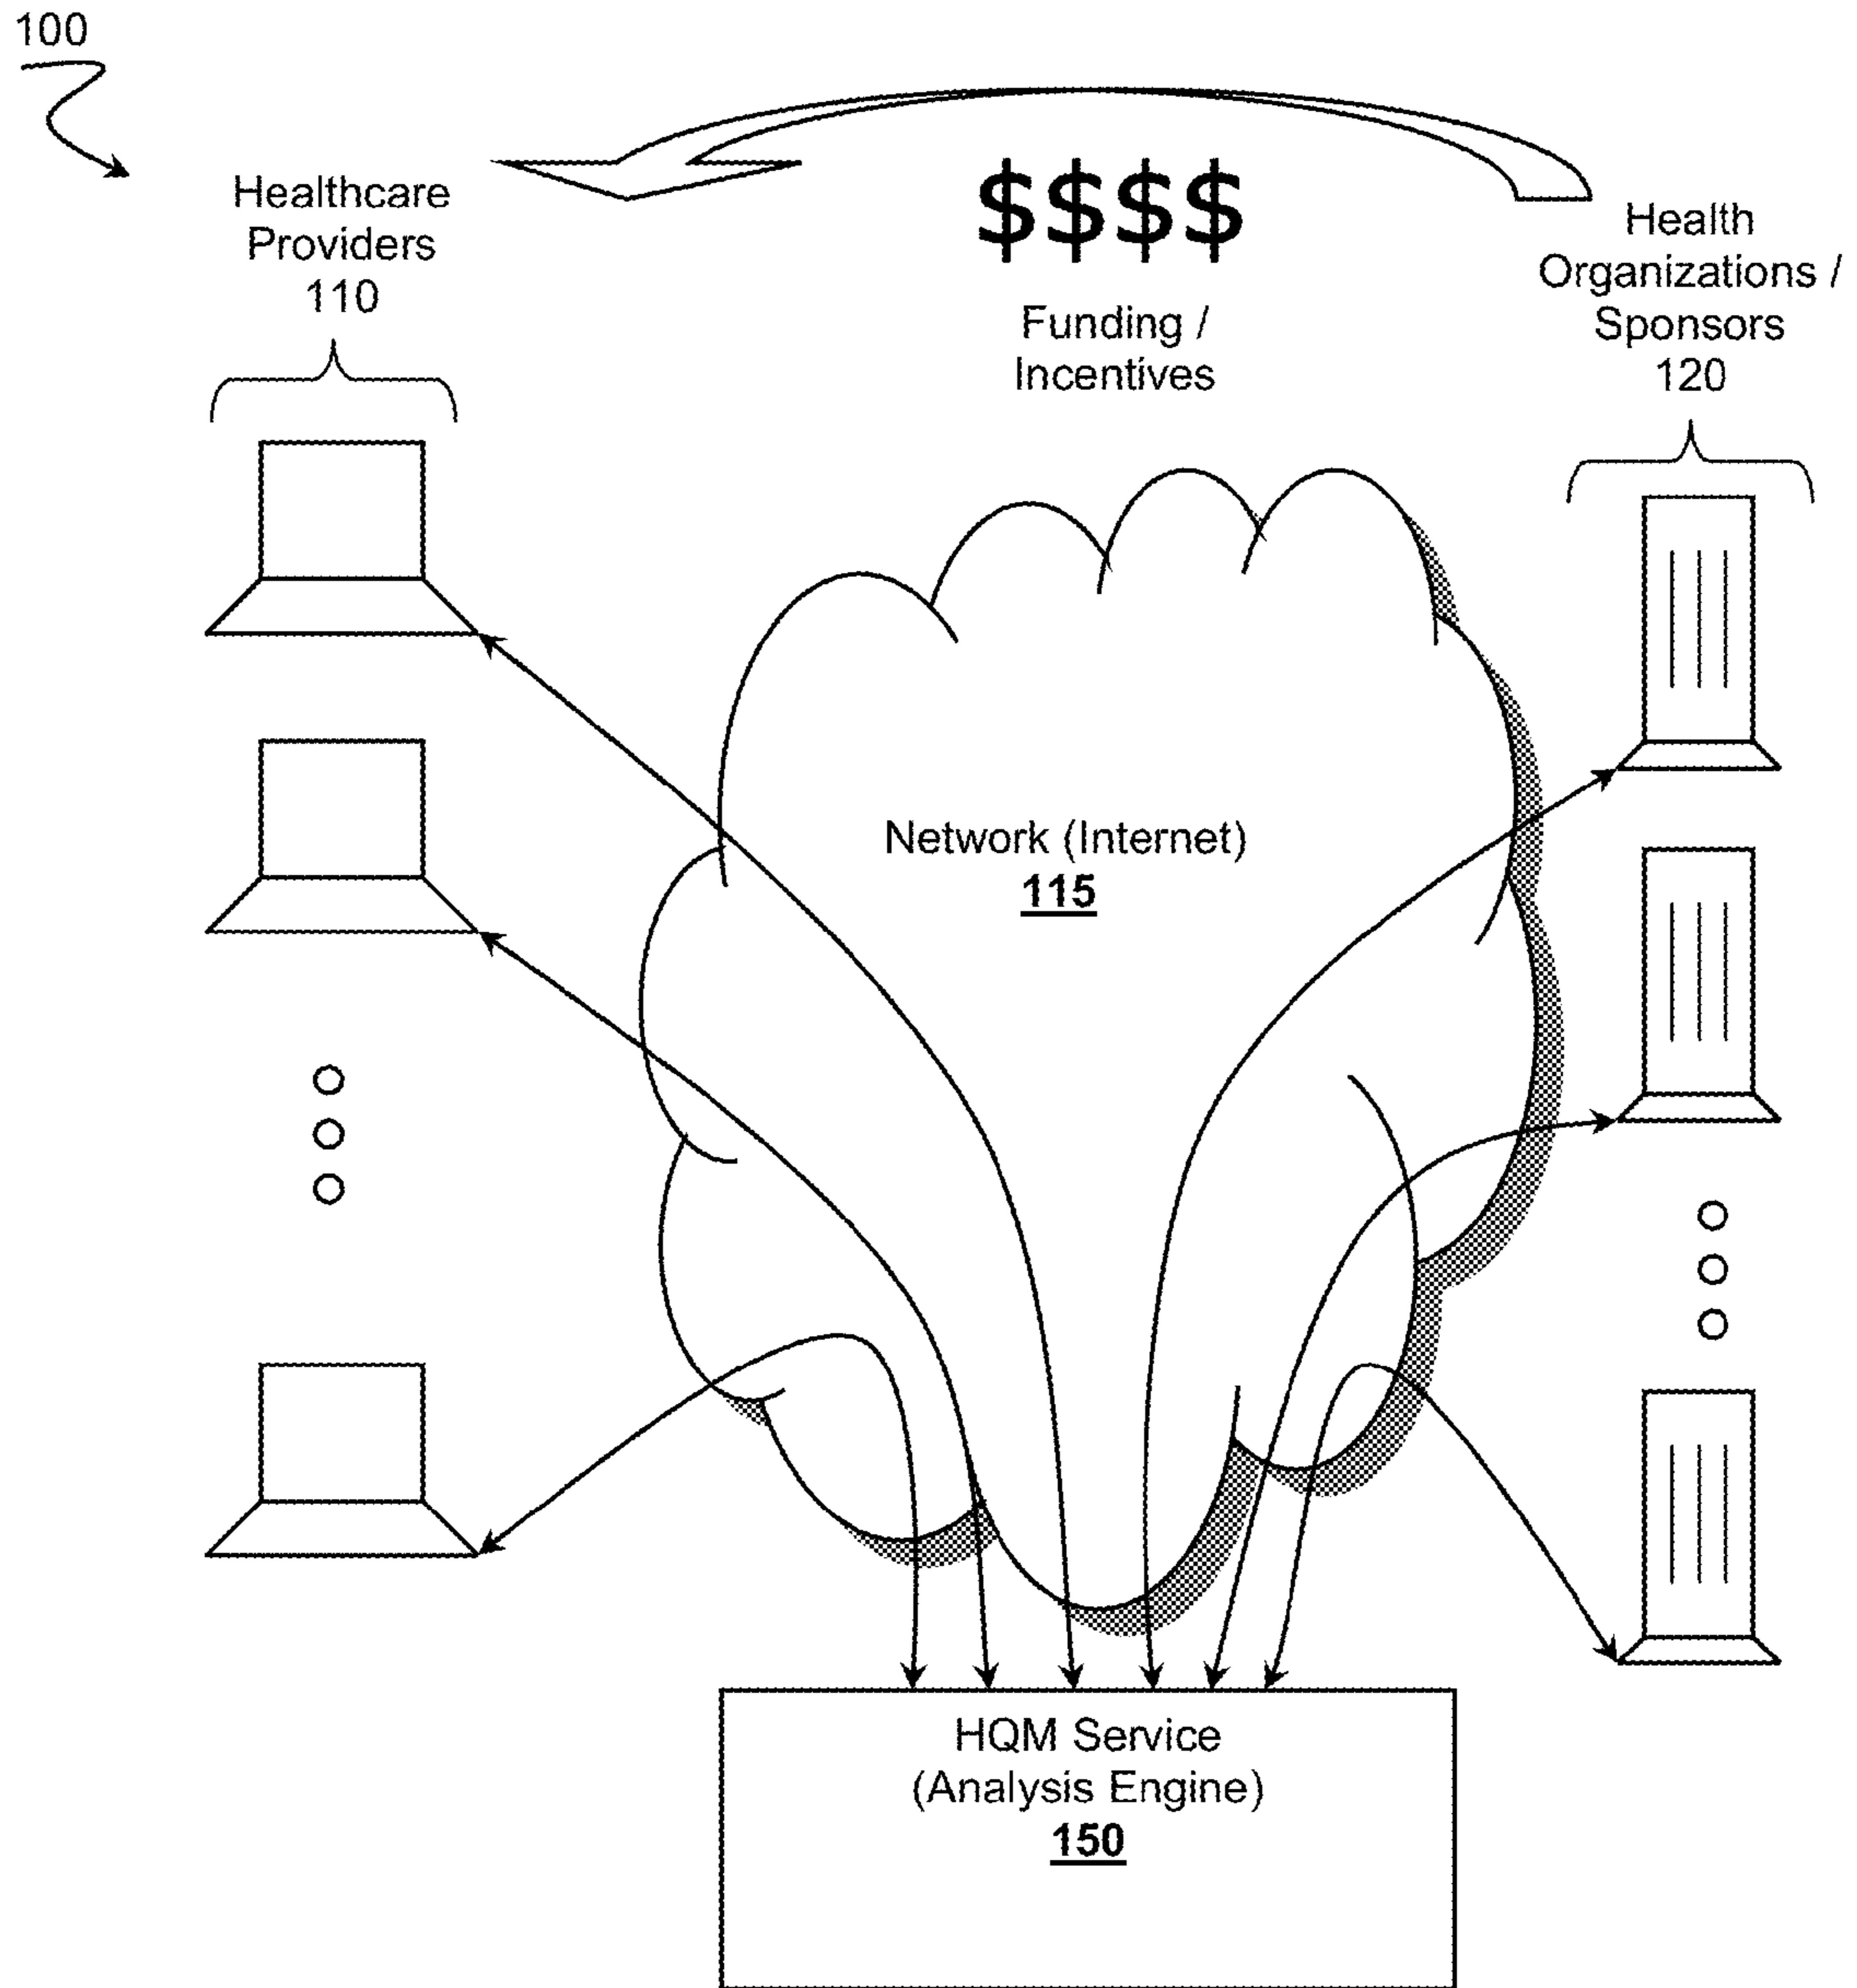 100
Healthcare
Providers
110
$$$$
Funding /
Incentives
Health
Organizations /
Sponsors
120
Network (Internet)
115
HQM Service
(Analysis Engine)
150